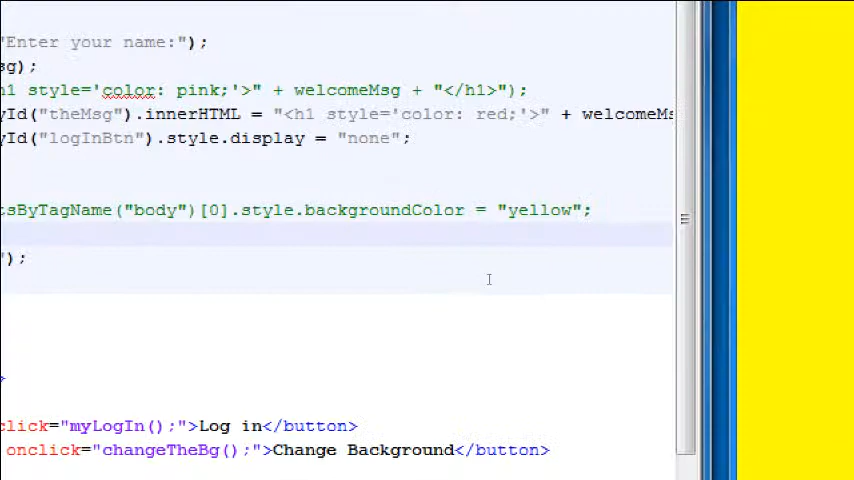 "Enter your name:");
sg);
n1 style='color: pink;'>" + welcomeMsg + "</h1>");
yId("theMsg").innerHTML = "<h1 style='color: red;'>" + welcomeMs
yId("logInBtn").style.display = "none";
tsByTagName("body")[0].style.backgroundColor = "yellow";
");
>
click="myLogIn();">Log in</button>
onclick="changeTheBg();">Change Background</button>